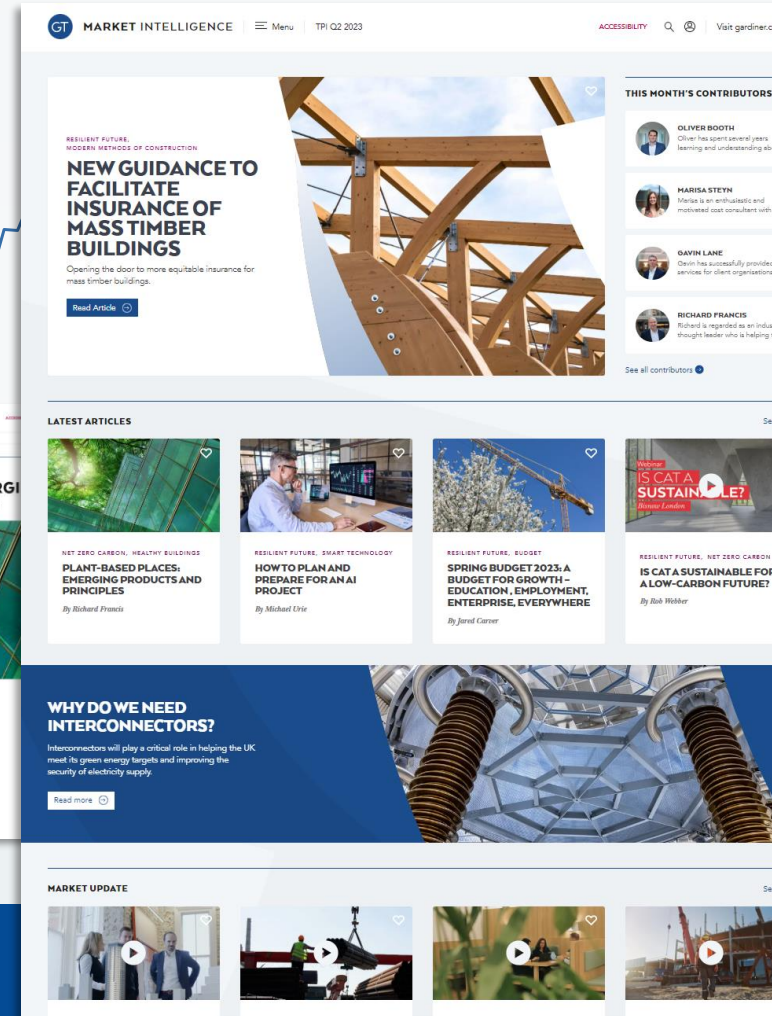 GT MARKET INTELLIGENCE Menu TPI Q2 2023
ACCESSIBILITY Visit gardiner.c
RESILIENT FUTURE,
MODERN METHODS OF CONSTRUCTION
NEW GUIDANCE TO
FACILITATE
INSURANCE OF
MASS TIMBER
BUILDINGS
Opening the door to more equitable insurance for
mass timber buildings.
Read Article
THIS MONTH'S CONTRIBUTORS
OLIVER BOOTH
Oliver has spent several years
learning and understanding ab
MARISA STEYN
Marisa is an enthusiastic and
motivated cost consultant with
GAVIN LANE
Gavin has successfully provided
services for client organisations
RICHARD FRANCIS
Richard is regarded as an indus
thought leader who is helping
See all contributors
LATEST ARTICLES
Se
NET ZERO CARBON, HEALTHY BUILDINGS
PLANT-BASED PLACES:
EMERGING PRODUCTS AND
PRINCIPLES
By Richard Francis
RESILIENT FUTURE, SMART TECHNOLOGY
HOW TO PLAN AND
PREPARE FOR AN AI
PROJECT
By Michael Urie
RESILIENT FUTURE, BUDGET
SPRING BUDGET 2023: A
BUDGET FOR GROWTH –
EDUCATION , EMPLOYMENT,
ENTERPRISE, EVERYWHERE
By Jared Carver
Webinar
IS CAT A
Bisnow London
RESILIENT FUTURE, NET ZERO CARBON
IS CAT A SUSTAINABLE FOR
A LOW-CARBON FUTURE?
By Rob Webber
RGI
WHY DO WE NEED
INTERCONNECTORS?
Interconnectors will play a critical role in helping the UK
meet its green energy targets and improving the
security of electricity supply.
Read more
MARKET UPDATE
Se